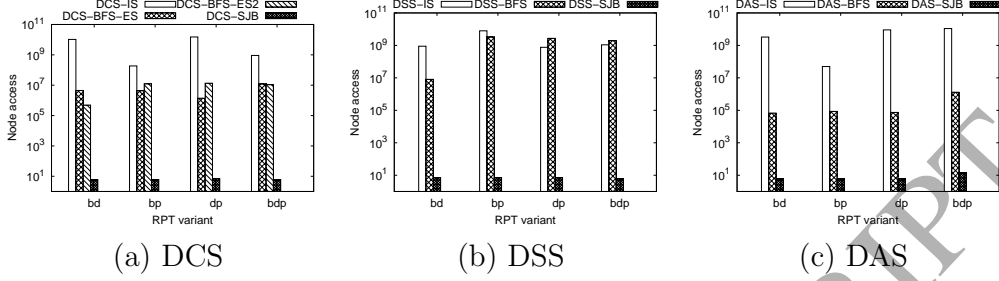 DCS-IS DCS-BFS-ES2
DCS-BFS-ES DCS-SJB
Node access
10^11
10^9
10^7
10^5
10^3
10^1
bd bp dp bdp
RPT variant
(a) DCS
DSS-IS DSS-BFS DSS-SJB
Node access
10^11
10^9
10^7
10^5
10^3
10^1
bd bp dp bdp
RPT variant
(b) DSS
DAS-IS DAS-BFS DAS-SJB
Node access
10^11
10^9
10^7
10^5
10^3
10^1
bd bp dp bdp
RPT variant
(c) DAS
RIPT